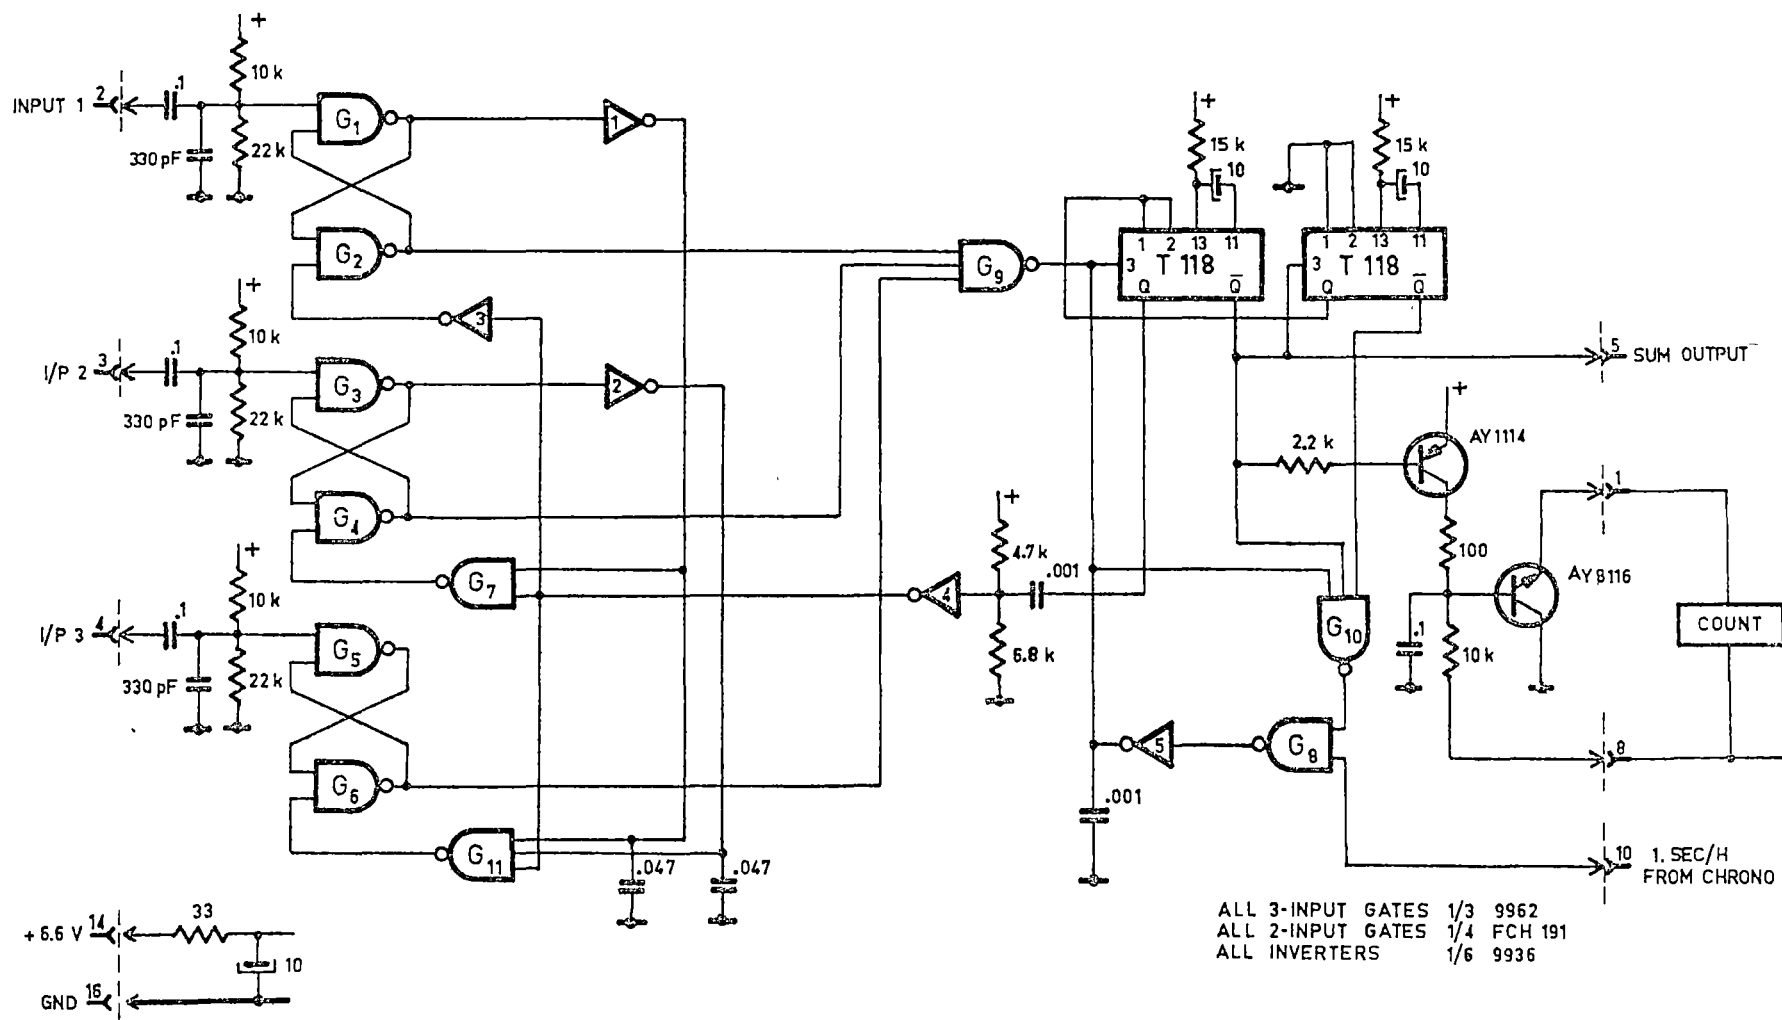 +
10 k
INPUT 1
2
.1
330 pF
22 k
G1
1
G2
3
+
10 k
I/P 2
3
.1
330 pF
22 k
G3
2
G4
+
10 k
I/P 3
4
.1
330 pF
22 k
G5
G6
G7
G11
.047
.047
4
+
4.7 k
.001
6.8 k
G9
+
15 k
10
1 2 13 11
3 T 118
Q Q̅
+
15 k
10
1 2 13 11
3 T 118
Q Q̅
5
SUM OUTPUT
+
2.2 k
AY1114
100
1
AY8116
.1
10 k
COUNT
G10
5
G8
8
.001
10
1. SEC/H
FROM CHRONO
+ 6.6 V
14
33
10
GND
16
ALL 3-INPUT GATES 1/3 9962
ALL 2-INPUT GATES 1/4 FCH 191
ALL INVERTERS 1/6 9936